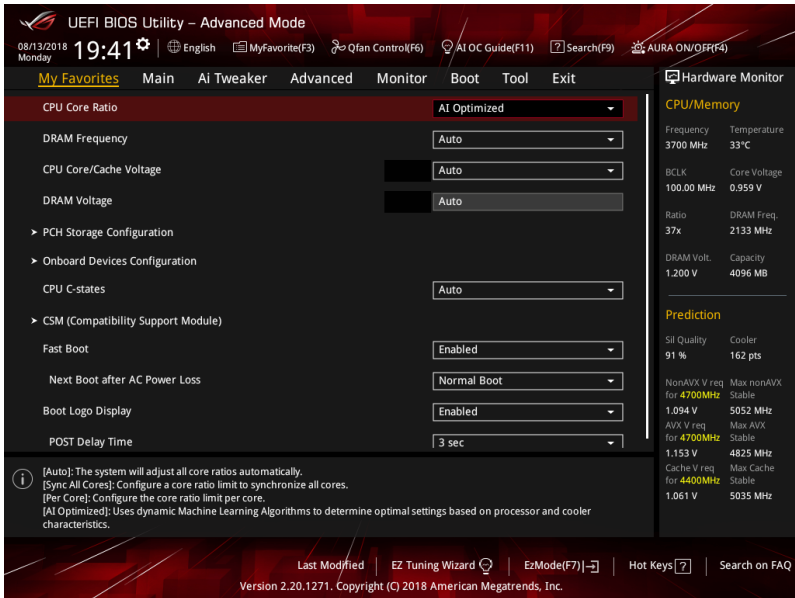 UEFI BIOS Utility – Advanced Mode
08/13/2018 Monday 19:41 English MyFavorite(F3) Qfan Control(F6) AI OC Guide(F11) Search(F9) AURA ON/OFF(F4)
My Favorites Main Ai Tweaker Advanced Monitor Boot Tool Exit
CPU Core Ratio AI Optimized
DRAM Frequency Auto
CPU Core/Cache Voltage Auto
DRAM Voltage Auto
> PCH Storage Configuration
> Onboard Devices Configuration
CPU C-states Auto
> CSM (Compatibility Support Module)
Fast Boot Enabled
Next Boot after AC Power Loss Normal Boot
Boot Logo Display Enabled
POST Delay Time 3 sec
[Auto]: The system will adjust all core ratios automatically.
[Sync All Cores]: Configure a core ratio limit to synchronize all cores.
[Per Core]: Configure the core ratio limit per core.
[AI Optimized]: Uses dynamic Machine Learning Algorithms to determine optimal settings based on processor and cooler
characteristics.
Hardware Monitor
CPU/Memory
Frequency Temperature
3700 MHz 33°C
BCLK Core Voltage
100.00 MHz 0.959 V
Ratio DRAM Freq.
37x 2133 MHz
DRAM Volt. Capacity
1.200 V 4096 MB
Prediction
Sil Quality Cooler
91 % 162 pts
NonAVX V req Max nonAVX
for 4700MHz Stable
1.094 V 5052 MHz
AVX V req Max AVX
for 4700MHz Stable
1.153 V 4825 MHz
Cache V req Max Cache
for 4400MHz Stable
1.061 V 5035 MHz
Last Modified EZ Tuning Wizard EzMode(F7) Hot Keys ? Search on FAQ
Version 2.20.1271. Copyright (C) 2018 American Megatrends, Inc.